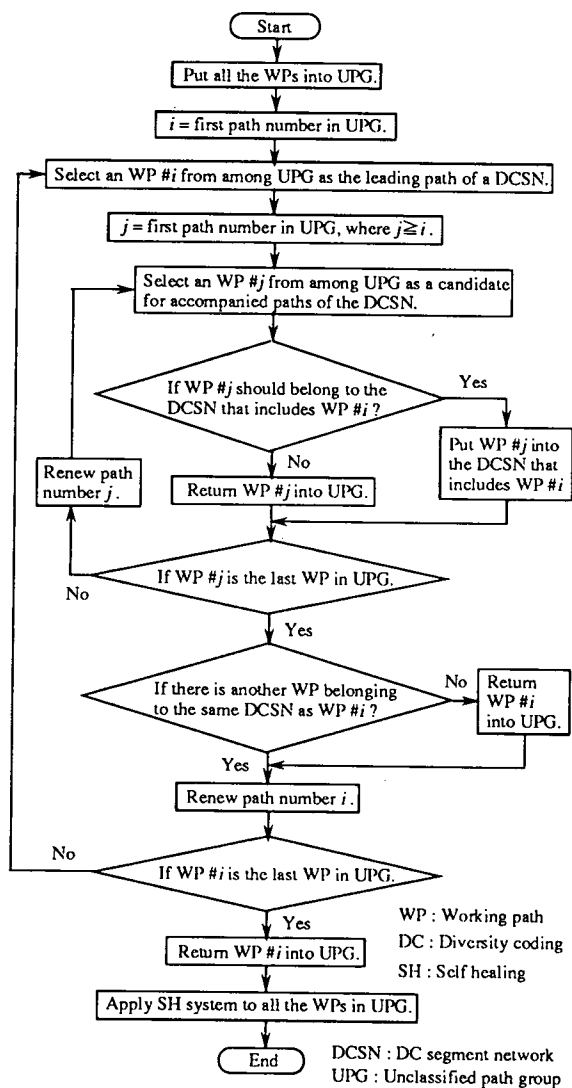 Start
Put all the WPs into UPG.
i = first path number in UPG.
Select an WP #i from among UPG as the leading path of a DCSN.
j = first path number in UPG, where j ≧ i .
Select an WP #j from among UPG as a candidate
for accompanied paths of the DCSN.
If WP #j should belong to the
DCSN that includes WP #i ?
Yes
Put WP #j into
the DCSN that
includes WP #i
No
Return WP #j into UPG.
Renew path
number j .
If WP #j is the last WP in UPG.
No
Yes
If there is another WP belonging
to the same DCSN as WP #i ?
No
Return
WP #i
into UPG.
Yes
Renew path number i .
If WP #i is the last WP in UPG.
No
Yes
Return WP #i into UPG.
Apply SH system to all the WPs in UPG.
End
WP : Working path
DC : Diversity coding
SH : Self healing
DCSN : DC segment network
UPG : Unclassified path group